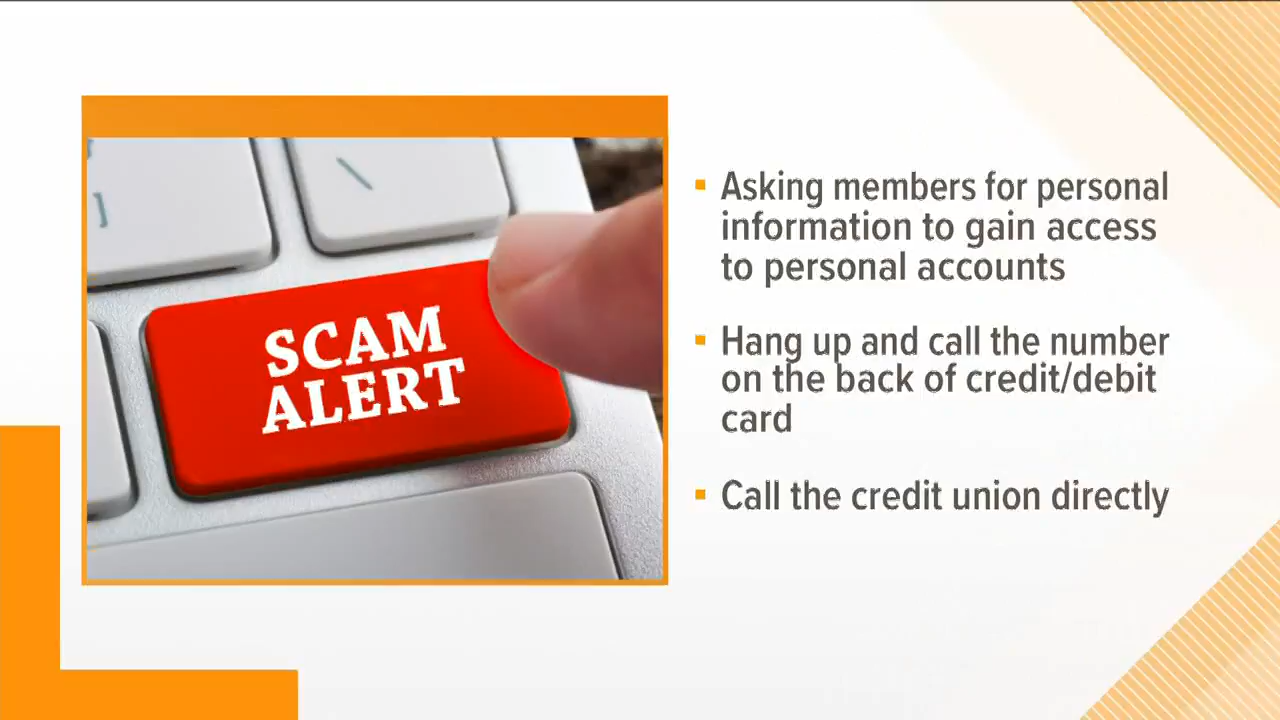 SCAM
ALERT
▪ Asking members for personal
information to gain access
to personal accounts
▪ Hang up and call the number
on the back of credit/debit
card
▪ Call the credit union directly
]
\